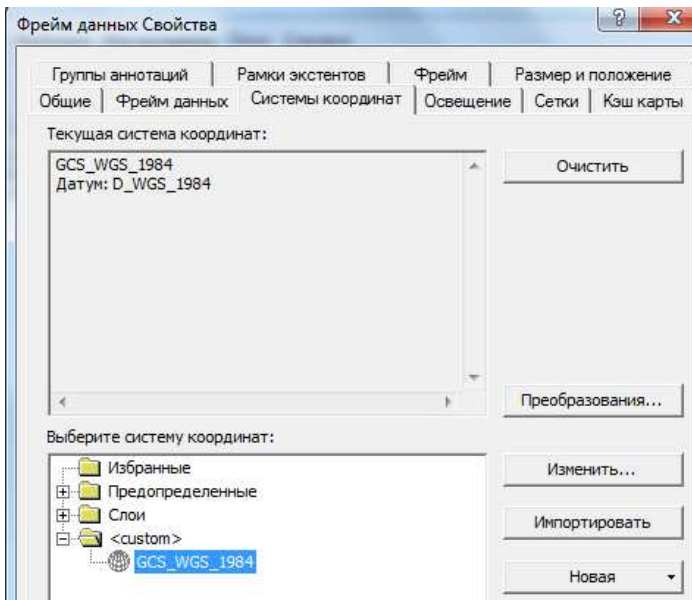 Фрейм данных Свойства
Группы аннотаций Рамки экстентов Фрейм Размер и положение
Общие Фрейм данных Системы координат Освещение Сетки Кэш карты
Текущая система координат:
GCS_WGS_1984
Датум: D_WGS_1984
Очистить
Преобразования...
Выберите систему координат:
Избранные
Предопределенные
Слои
<custom>
GCS_WGS_1984
Изменить...
Импортировать
Новая